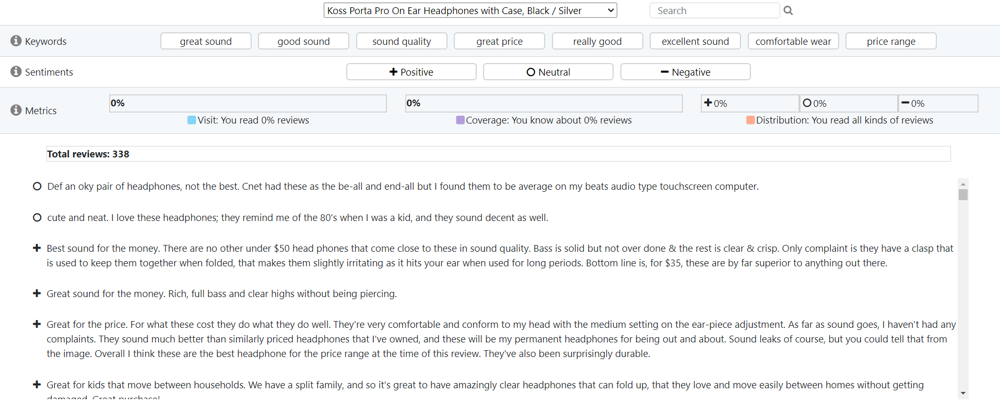 Koss Porta Pro On Ear Headphones with Case, Black / Silver
Search
Keywords
great sound
good sound
sound quality
great price
really good
excellent sound
comfortable wear
price range
Sentiments
Positive
Neutral
Negative
Metrics
0%
Visit: You read 0% reviews
0%
Coverage: You know about 0% reviews
0%
0%
0%
Distribution: You read all kinds of reviews
Total reviews: 338
Def an oky pair of headphones, not the best. Cnet had these as the be-all and end-all but I found them to be average on my beats audio type touchscreen computer.
cute and neat. I love these headphones; they remind me of the 80's when I was a kid, and they sound decent as well.
Best sound for the money. There are no other under $50 head phones that come close to these in sound quality. Bass is solid but not over done & the rest is clear & crisp. Only complaint is they have a clasp that
is used to keep them together when folded, that makes them slightly irritating as it hits your ear when used for long periods. Bottom line is, for $35, these are by far superior to anything out there.
Great sound for the money. Rich, full bass and clear highs without being piercing.
Great for the price. For what these cost they do what they do well. They're very comfortable and conform to my head with the medium setting on the ear-piece adjustment. As far as sound goes, I haven't had any
complaints. They sound much better than similarly priced headphones that I've owned, and these will be my permanent headphones for being out and about. Sound leaks of course, but you could tell that from
the image. Overall I think these are the best headphone for the price range at the time of this review. They've also been surprisingly durable.
Great for kids that move between households. We have a split family, and so it's great to have amazingly clear headphones that can fold up, that they love and move easily between homes without getting
damaged. Great purchase!